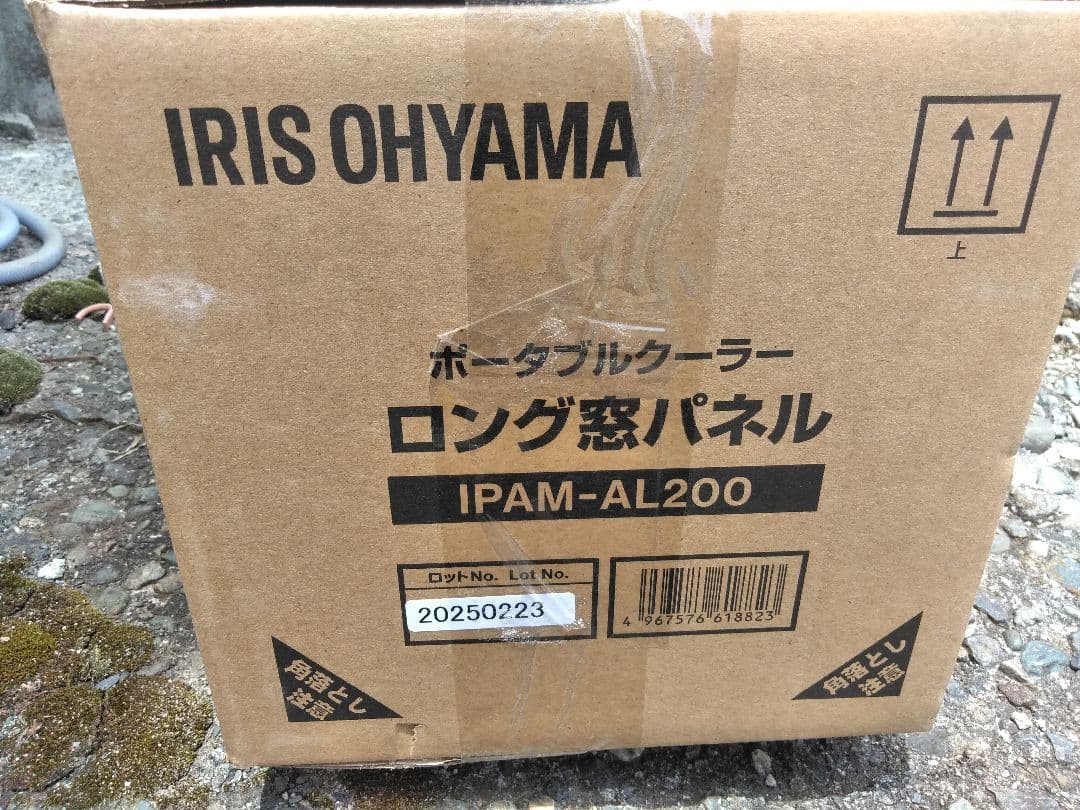 IRIS OHYAMA
上
ポータブルクーラー
ロング窓パネル
IPAM-AL200
ロットNo. Lot No.
20250223
4 967576 618823
角落とし
注意
角落とし
注意